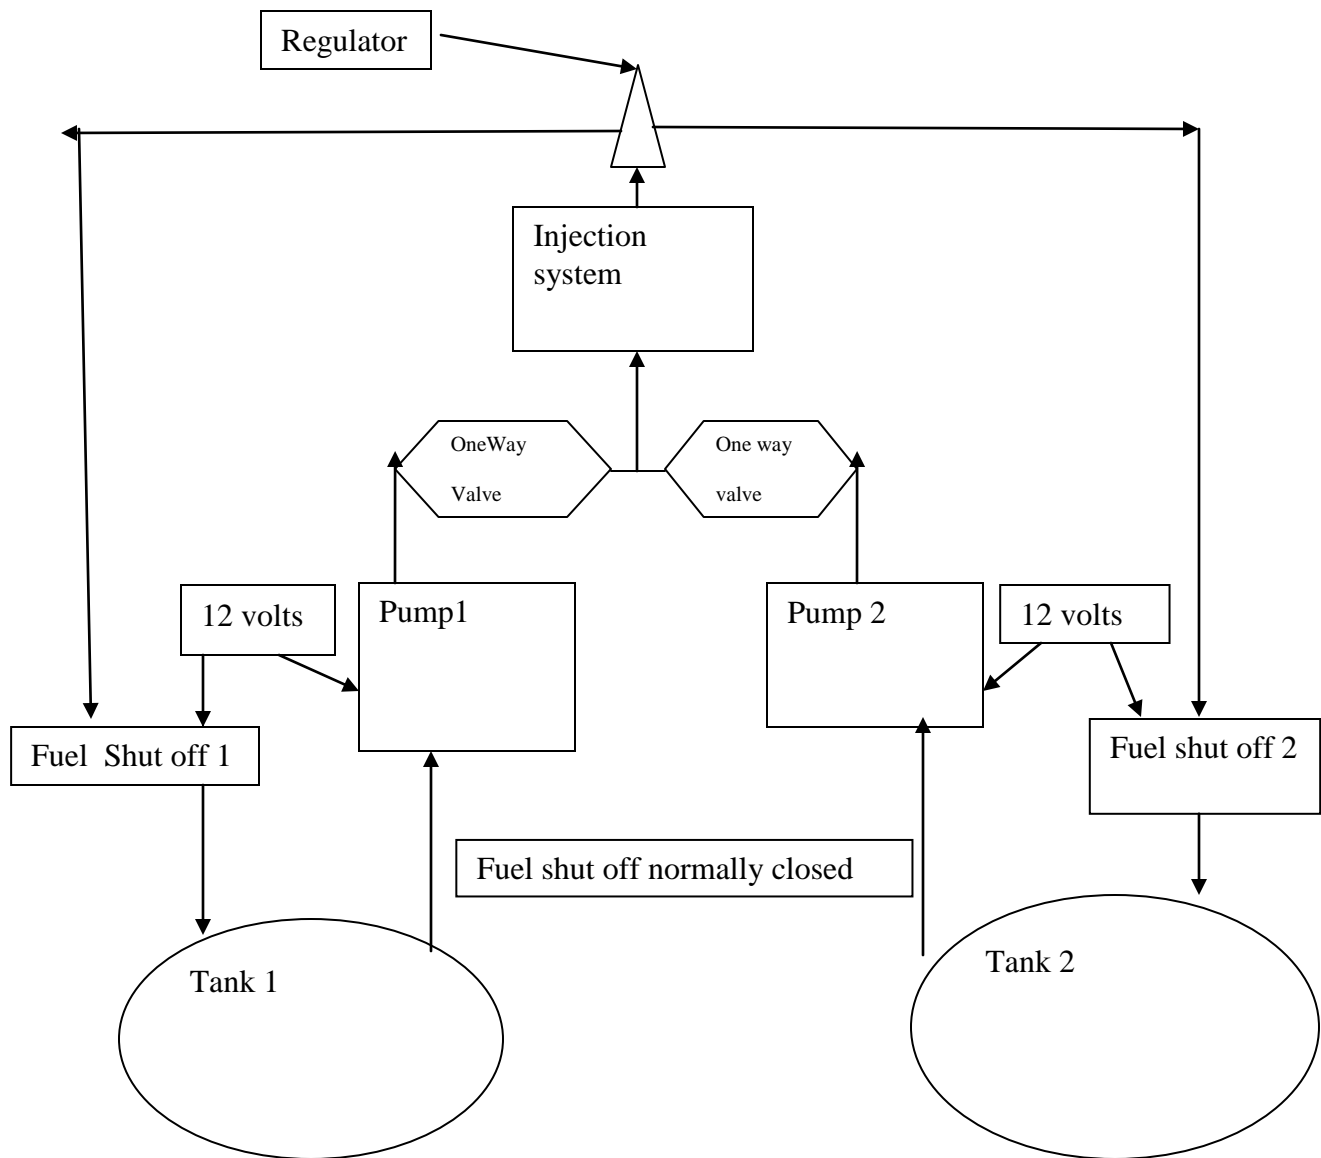 Regulator
Injection
system
OneWay
Valve
One way
valve
12 volts
Pump1
Pump 2
12 volts
Fuel  Shut off 1
Fuel shut off 2
Fuel shut off normally closed
Tank 1
Tank 2